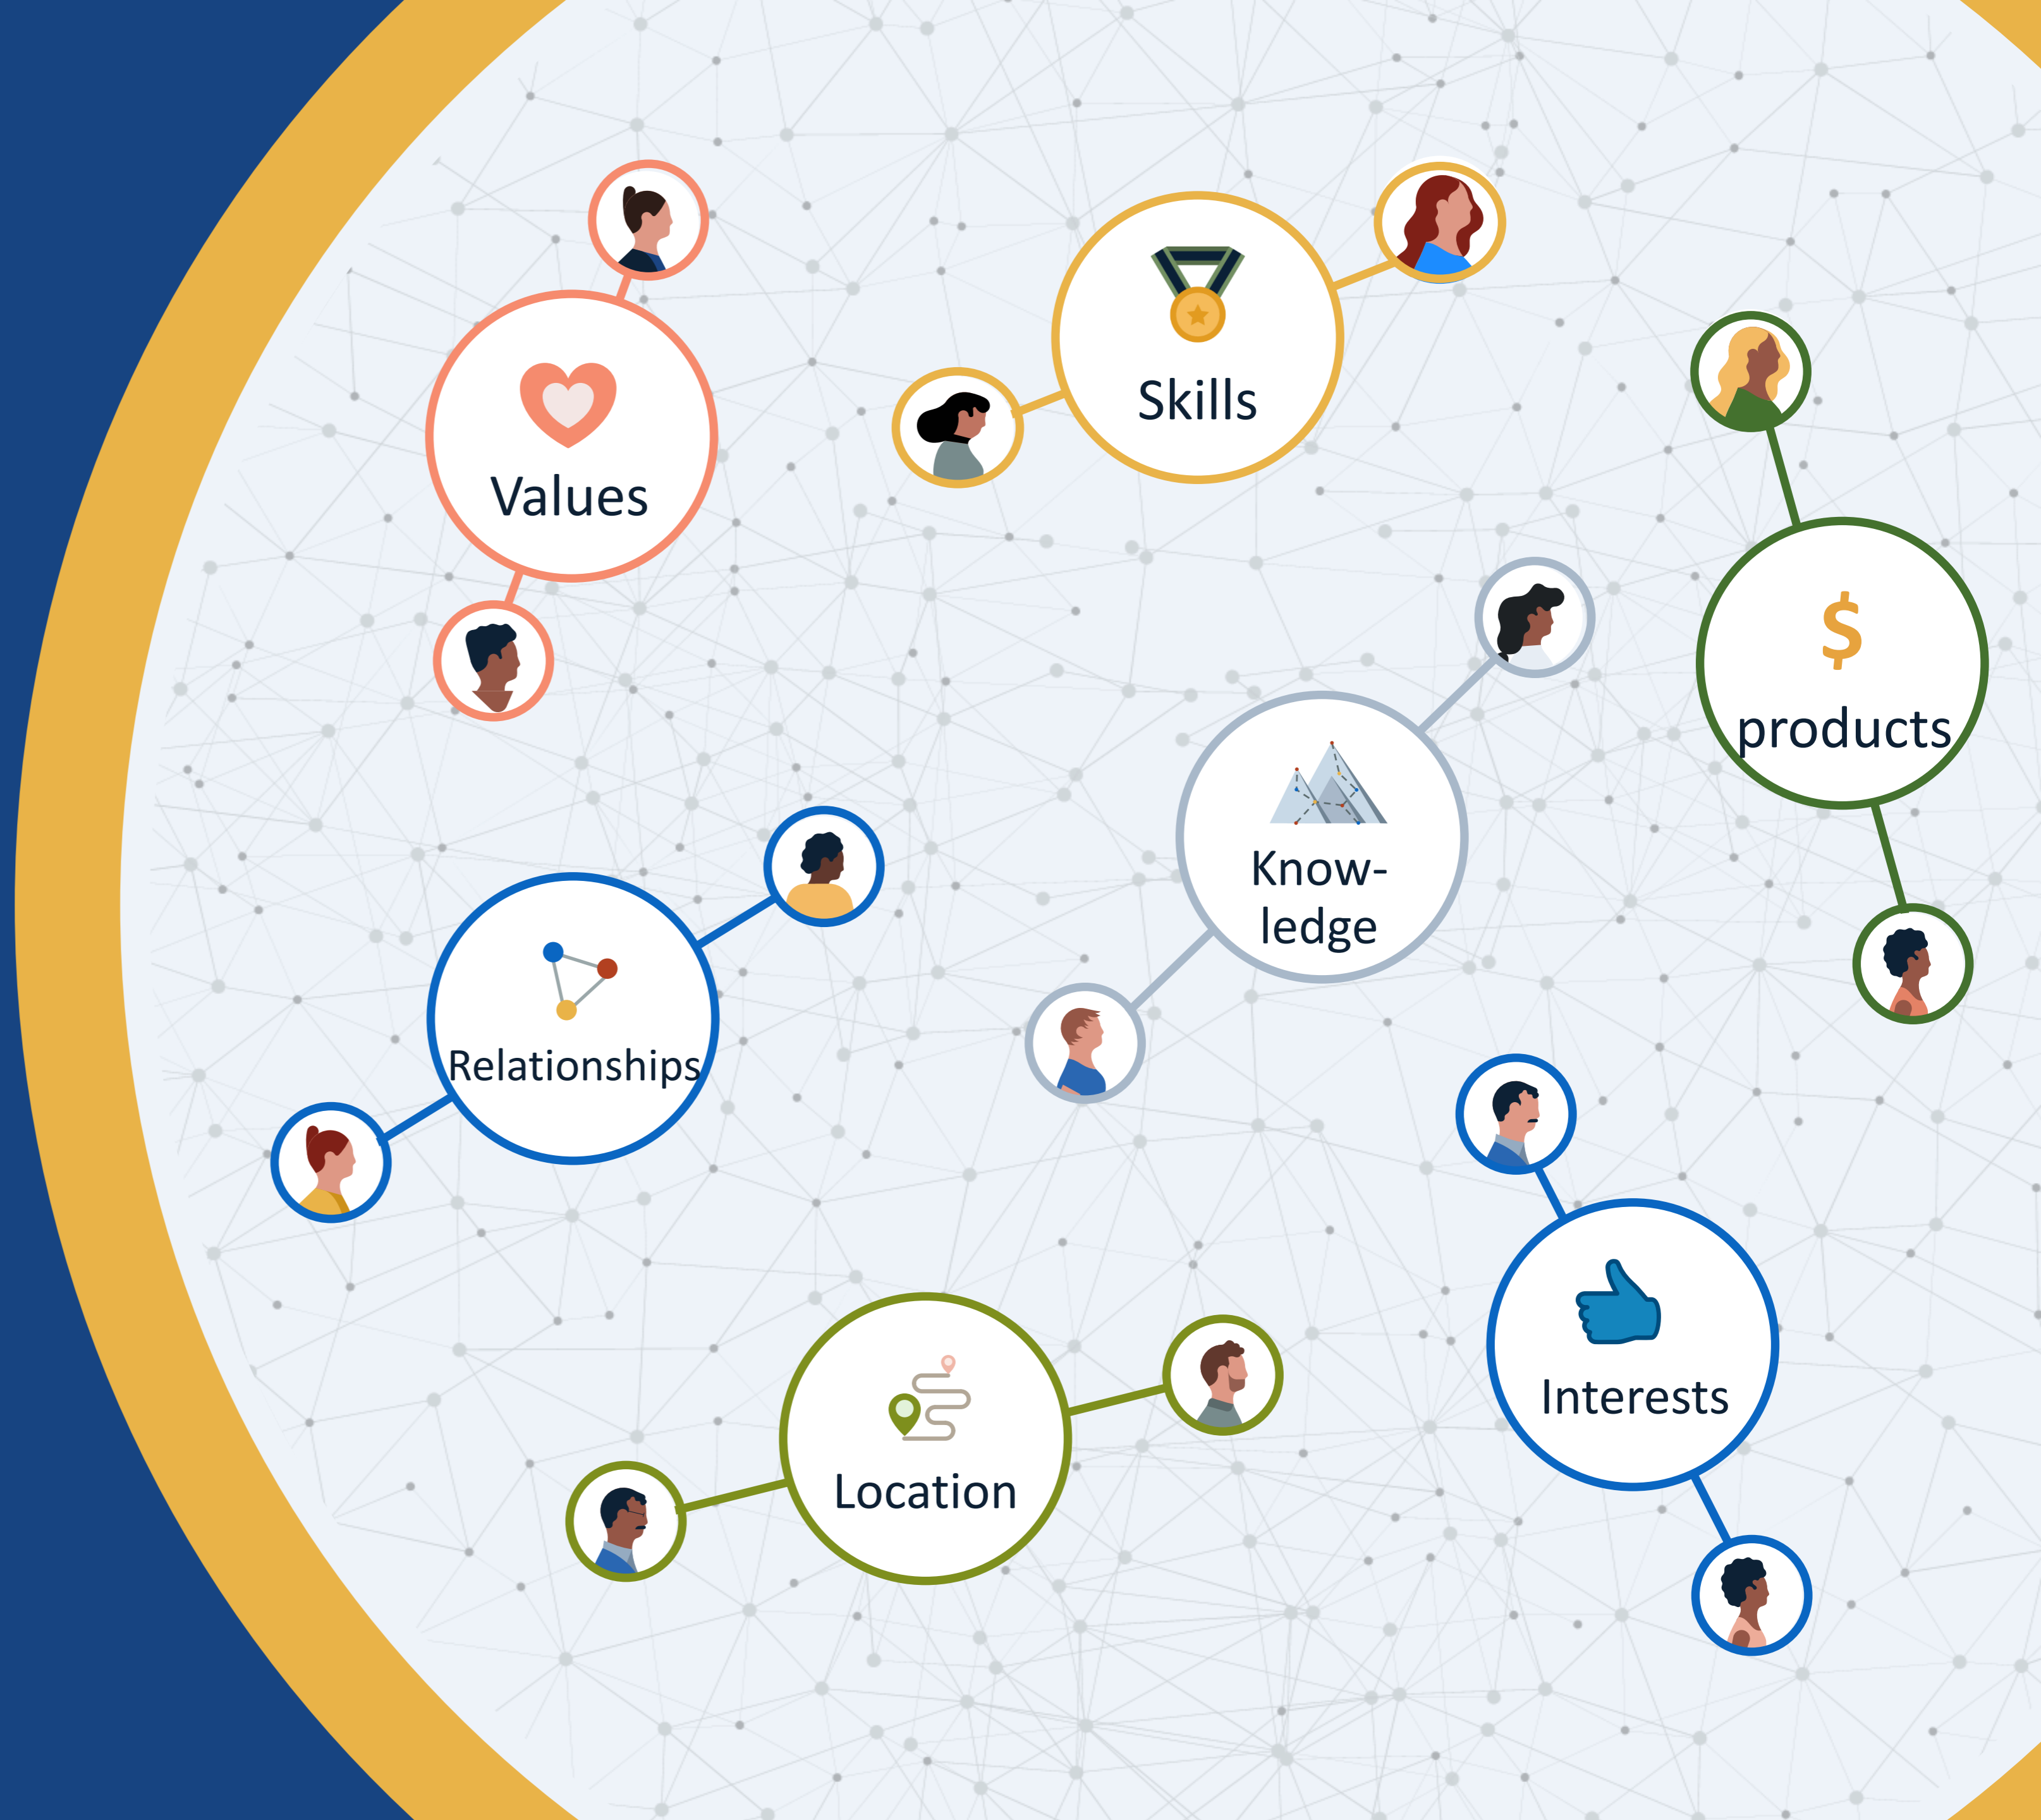 Skills
Values
$
products
Know-
ledge
Relationships
Interests
Location